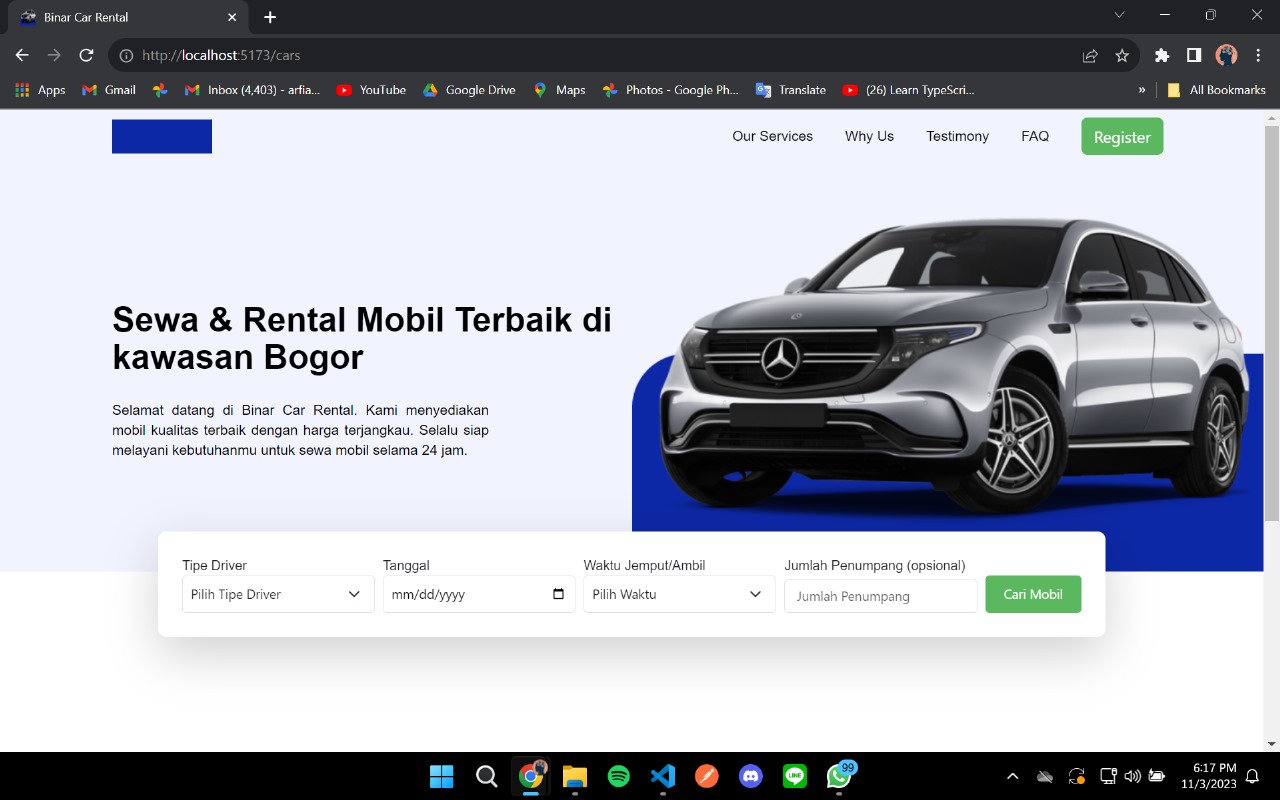 Binar Car Rental
http://localhost:5173/cars
Apps
Gmail
Inbox (4,403) - arfia...
YouTube
Google Drive
Maps
Photos - Google Ph...
Translate
(26) Learn TypeScri...
»
All Bookmarks
Our Services
Why Us
Testimony
FAQ
Register
Sewa & Rental Mobil Terbaik di
kawasan Bogor
Selamat datang di Binar Car Rental. Kami menyediakan
mobil kualitas terbaik dengan harga terjangkau. Selalu siap
melayani kebutuhanmu untuk sewa mobil selama 24 jam.
Tipe Driver
Pilih Tipe Driver
Tanggal
mm/dd/yyyy
Waktu Jemput/Ambil
Pilih Waktu
Jumlah Penumpang (opsional)
Jumlah Penumpang
Cari Mobil
LINE
99
6:17 PM
11/3/2023